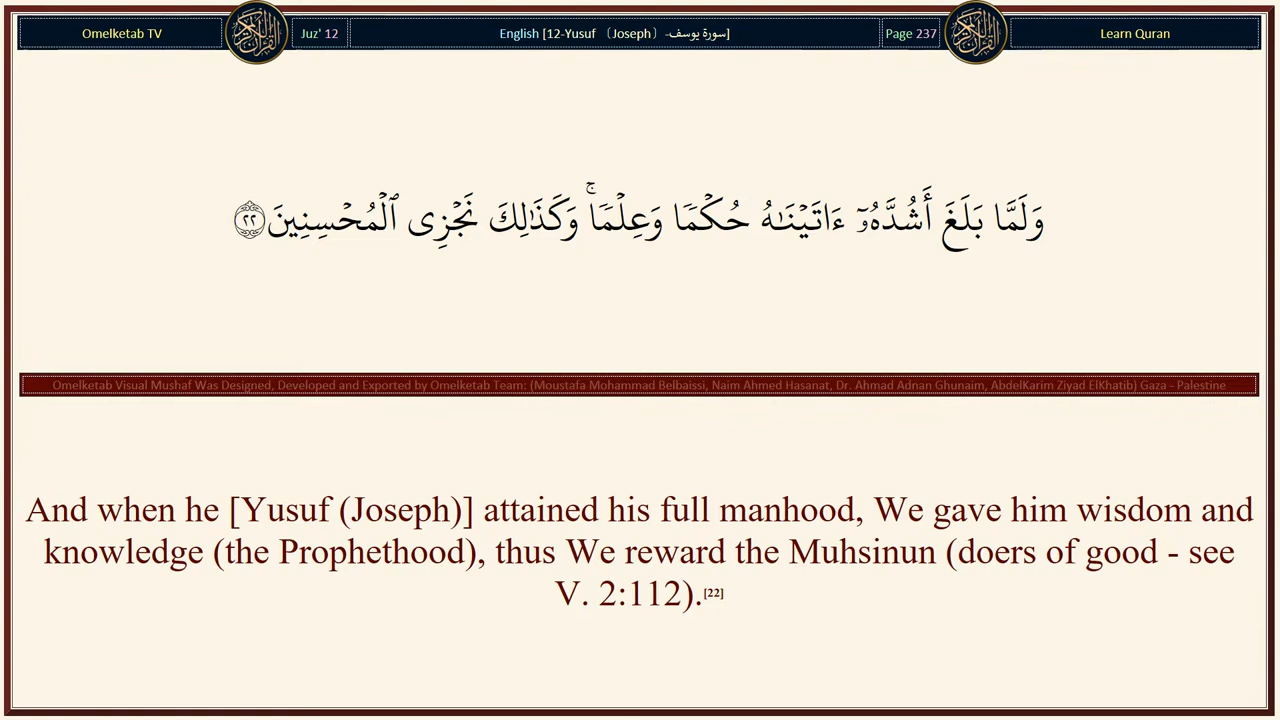 Omelketab TV
Juz' 12
English [12-Yusuf （Joseph） -سورة يوسف]
Page 237
Learn Quran
وَلَمَّا بَلَغَ أَشُدَّهُۥٓ ءَاتَيْنَـٰهُ حُكْمًا وَعِلْمًا ۚ وَكَذَٰلِكَ نَجْزِى ٱلْمُحْسِنِينَ ٢٢
Omelketab Visual Mushaf Was Designed, Developed and Exported by Omelketab Team: (Moustafa Mohammad Belbaissi, Naim Ahmed Hasanat, Dr. Ahmad Adnan Ghunaim, AbdelKarim Ziyad ElKhatib) Gaza - Palestine
And when he [Yusuf (Joseph)] attained his full manhood, We gave him wisdom and
knowledge (the Prophethood), thus We reward the Muhsinun (doers of good - see
V. 2:112).[22]